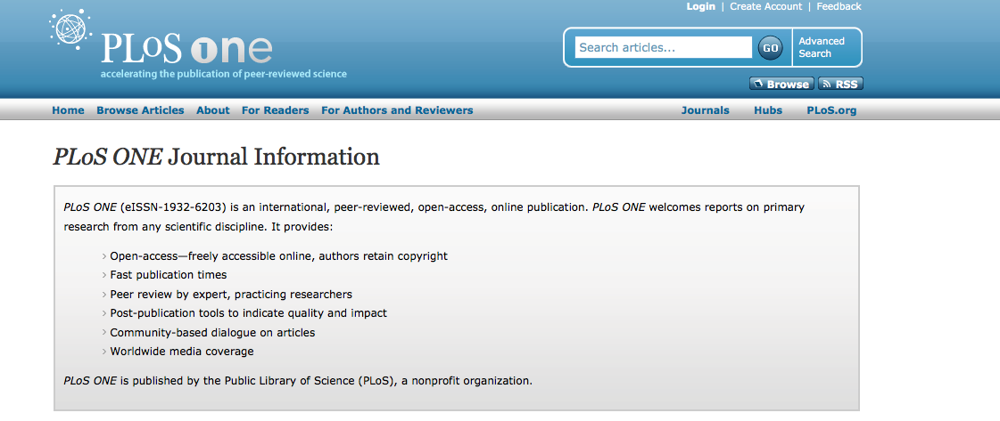 Login | Create Account | Feedback
PLoS one
accelerating the publication of peer-reviewed science
Search articles... GO Advanced Search
Browse RSS
Home Browse Articles About For Readers For Authors and Reviewers Journals Hubs PLoS.org
PLoS ONE Journal Information
PLoS ONE (eISSN-1932-6203) is an international, peer-reviewed, open-access, online publication. PLoS ONE welcomes reports on primary
research from any scientific discipline. It provides:
› Open-access—freely accessible online, authors retain copyright
› Fast publication times
› Peer review by expert, practicing researchers
› Post-publication tools to indicate quality and impact
› Community-based dialogue on articles
› Worldwide media coverage
PLoS ONE is published by the Public Library of Science (PLoS), a nonprofit organization.